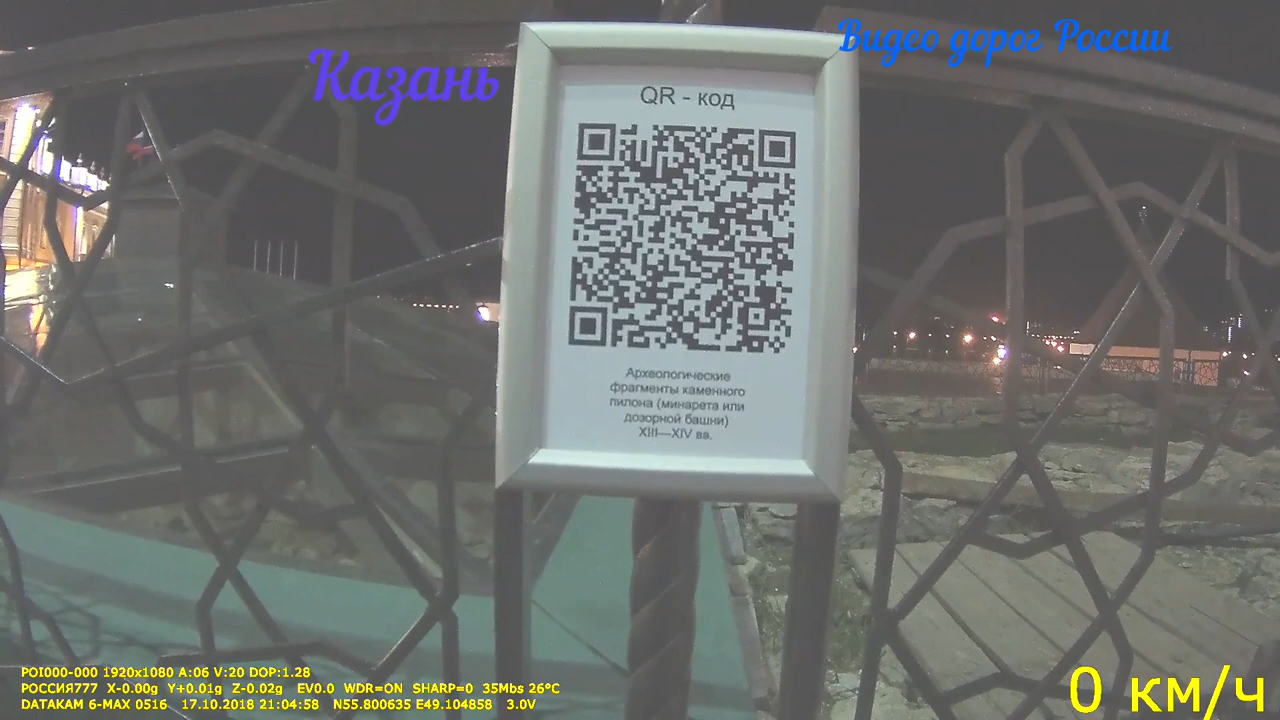 Казань
Видео дорог России
QR - код
Археологические
фрагменты каменного
пилона (минарета или
дозорной башни)
XIII—XIV вв.
POI000-000 1920x1080 A:06 V:20 DOP:1.28
РОССИЯ777 X-0.00g Y+0.01g Z-0.02g EV0.0 WDR=ON SHARP=0 35Mbs 26°C
DATAKAM 6-MAX 0516 17.10.2018 21:04:58 N55.800635 E49.104858 3.0V
0 км/ч